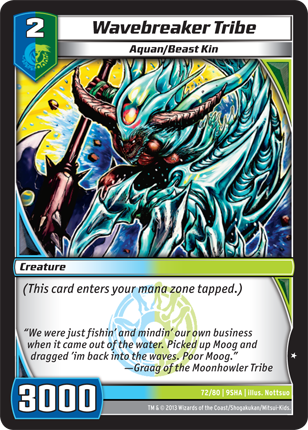 2
Wavebreaker Tribe
Aquan/Beast Kin
Creature
(This card enters your mana zone tapped.)
“We were just fishin’ and mindin’ our own business
when it came out of the water. Picked up Moog and
dragged ’im back into the waves. Poor Moog.”
—Graag of the Moonhowler Tribe
3000
72/80 | 9SHA | Illus. Nottsuo
TM & © 2013 Wizards of the Coast/Shogakukan/Mitsui-Kids.